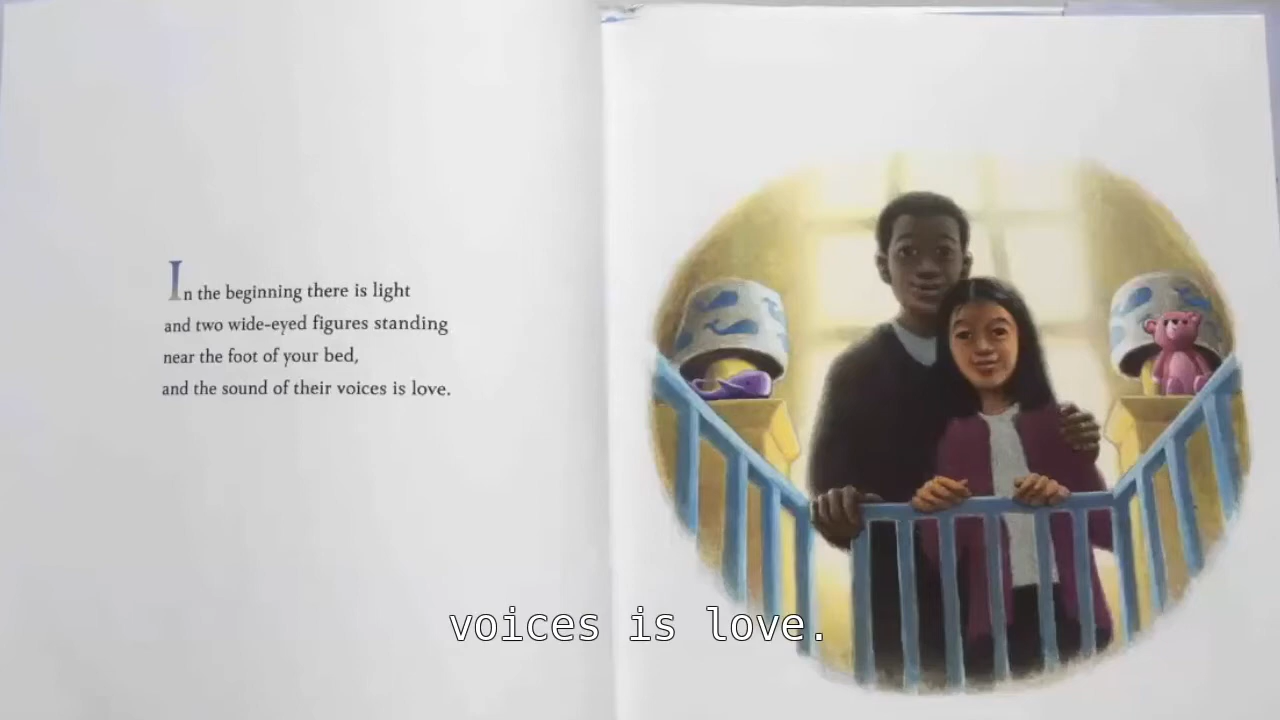 In the beginning there is light
and two wide-eyed figures standing
near the foot of your bed,
and the sound of their voices is love.
voices is love.